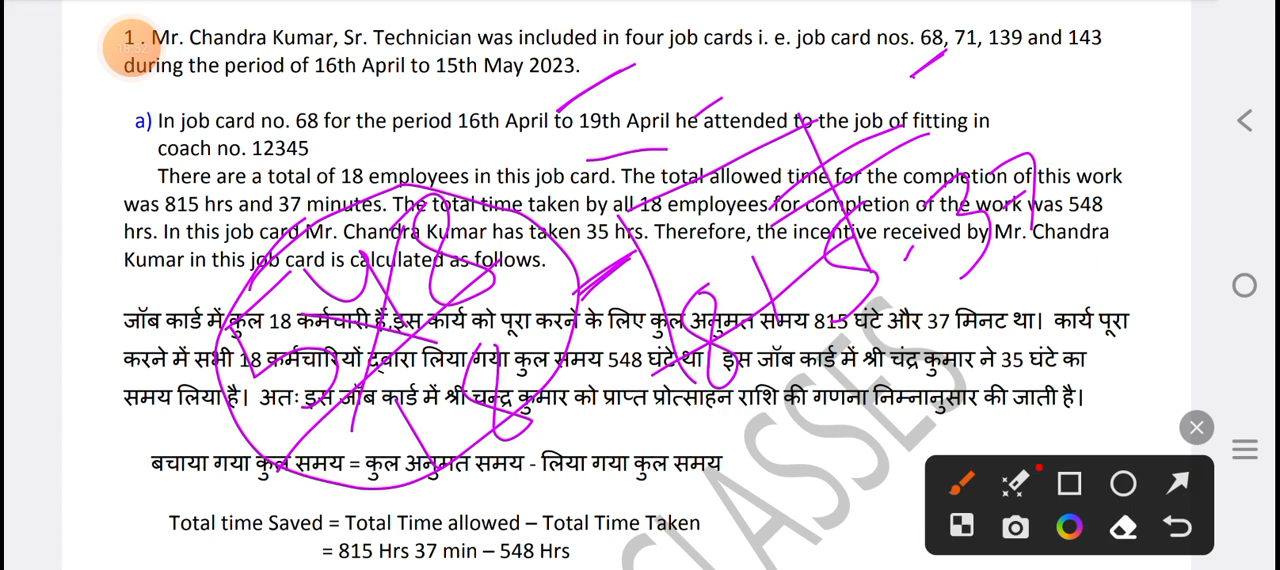 1 . Mr. Chandra Kumar, Sr. Technician was included in four job cards i. e. job card nos. 68, 71, 139 and 143
during the period of 16th April to 15th May 2023.
a) In job card no. 68 for the period 16th April to 19th April he attended to the job of fitting in
coach no. 12345
There are a total of 18 employees in this job card. The total allowed time for the completion of this work
was 815 hrs and 37 minutes. The total time taken by all 18 employees for completion of the work was 548
hrs. In this job card Mr. Chandra Kumar has taken 35 hrs. Therefore, the incentive received by Mr. Chandra
Kumar in this job card is calculated as follows.
जॉब कार्ड में कुल 18 कर्मचारी हैं,इस कार्य को पूरा करने के लिए कुल अनुमत समय 815 घंटे और 37 मिनट था। कार्य पूरा
करने में सभी 18 कर्मचारियों द्वारा लिया गया कुल समय 548 घंटे था। इस जॉब कार्ड में श्री चंद्र कुमार ने 35 घंटे का
समय लिया है। अतः इस जॉब कार्ड में श्री चन्द्र कुमार को प्राप्त प्रोत्साहन राशि की गणना निम्नानुसार की जाती है।
बचाया गया कुल समय = कुल अनुमत समय - लिया गया कुल समय
Total time Saved = Total Time allowed – Total Time Taken
= 815 Hrs 37 min – 548 Hrs
CLASSES